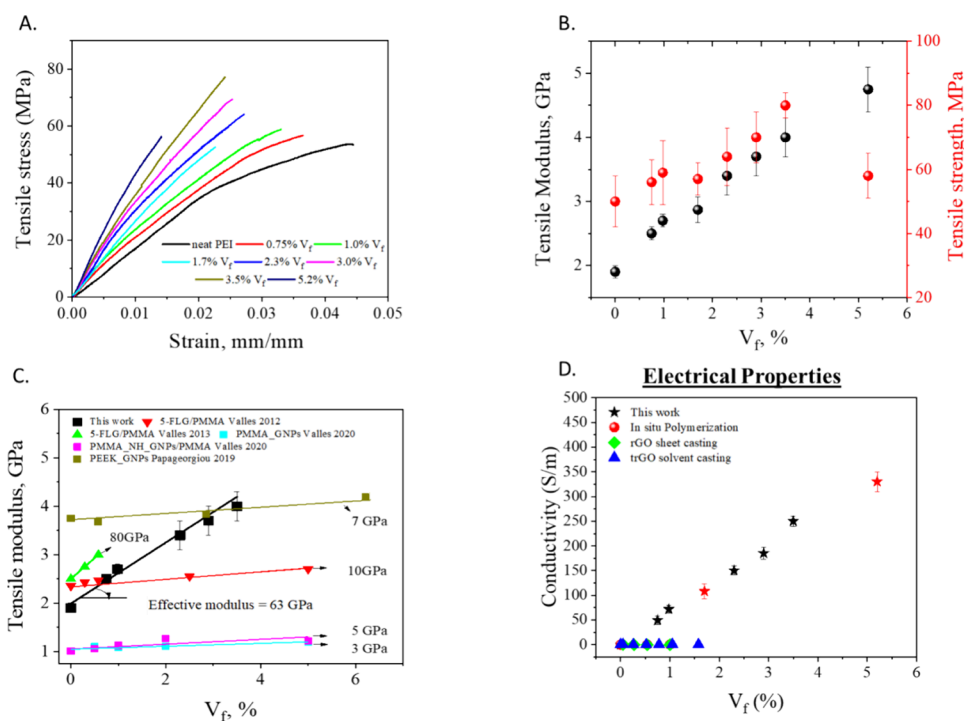 A.
Tensile stress (MPa)
80
60
40
20
0
neat PEI 0.75% Vf 1.0% Vf
1.7% Vf 2.3% Vf 3.0% Vf
3.5% Vf 5.2% Vf
0.00 0.01 0.02 0.03 0.04 0.05
Strain, mm/mm
B.
Tensile Modulus, GPa
5
4
3
2
100
80
60
40
20
Tensile strength, MPa
0 1 2 3 4 5 6
Vf, %
C.
Tensile modulus, GPa
6
5
4
3
2
1
This work 5-FLG/PMMA Valles 2012
5-FLG/PMMA Valles 2013 PMMA_GNPs Valles 2020
PMMA_NH_GNPs/PMMA Valles 2020
PEEK_GNPs Papageorgiou 2019
80GPa
7 GPa
10GPa
Effective modulus = 63 GPa
5 GPa
3 GPa
0 2 4 6
Vf, %
D.
Electrical Properties
Conductivity (S/m)
500
450
400
350
300
250
200
150
100
50
0
This work
In situ Polymerization
rGO sheet casting
trGO solvent casting
0 1 2 3 4 5 6
Vf (%)